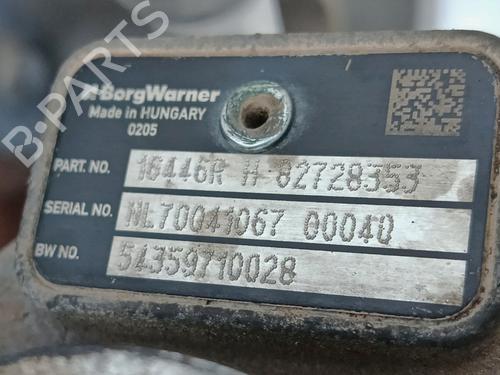 B-PARTS
BorgWarner
Made in HUNGARY
0205
PART. NO. 16446R H 82728353
SERIAL NO. NL70041067 00040
BW NO. 54359710028